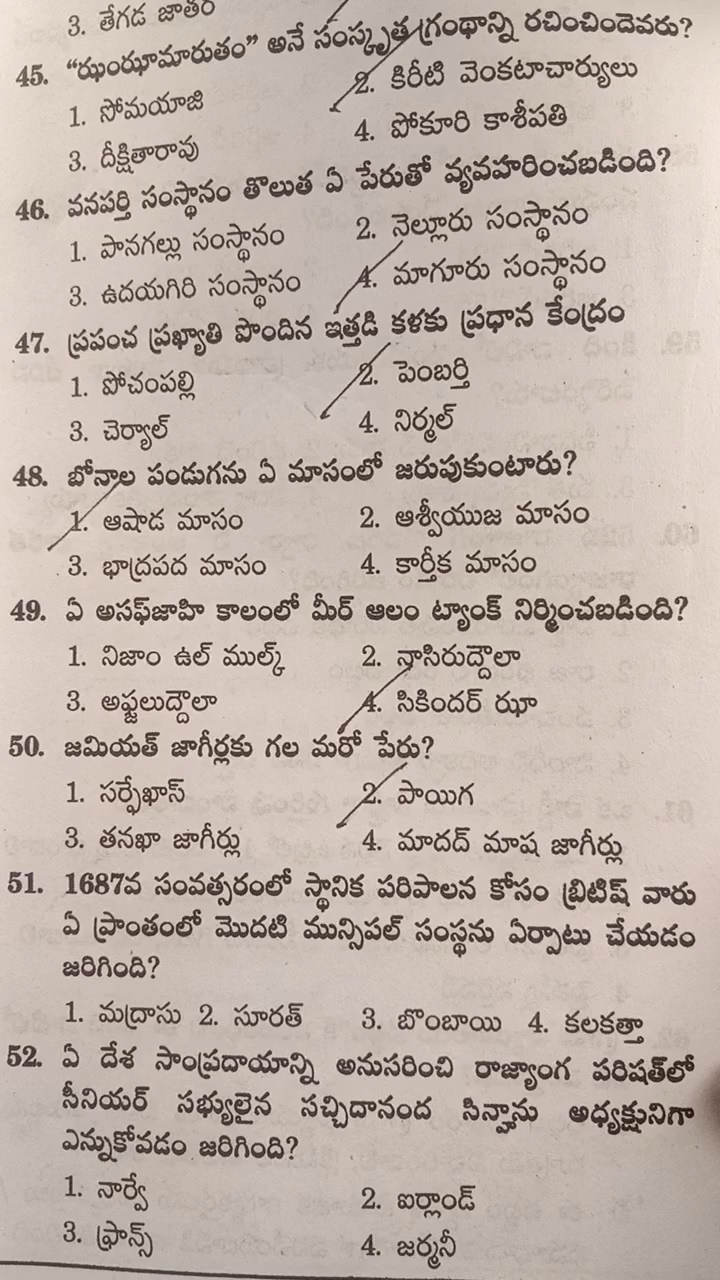 3. తేగడ జాతర
45. “ఝంఝామారుతం” అనే సంస్కృత గ్రంథాన్ని రచించిందెవరు?
1. సోమయాజి 2. కిరీటి వెంకటాచార్యులు
3. దీక్షితారావు 4. పోకూరి కాశీపతి
46. వనపర్తి సంస్థానం తొలుత ఏ పేరుతో వ్యవహరించబడింది?
1. పానగల్లు సంస్థానం 2. నెల్లూరు సంస్థానం
3. ఉదయగిరి సంస్థానం 4. మాగూరు సంస్థానం
47. ప్రపంచ ప్రఖ్యాతి పొందిన ఇత్తడి కళకు ప్రధాన కేంద్రం
1. పోచంపల్లి 2. పెంబర్తి
3. చెర్యాల్ 4. నిర్మల్
48. బోనాల పండుగను ఏ మాసంలో జరుపుకుంటారు?
1. ఆషాడ మాసం 2. ఆశ్వీయుజ మాసం
3. భాద్రపద మాసం 4. కార్తీక మాసం
49. ఏ అసఫ్‌జాహి కాలంలో మీర్ ఆలం ట్యాంక్ నిర్మించబడింది?
1. నిజాం ఉల్ ముల్క్ 2. నాసిరుద్దౌలా
3. అఫ్జలుద్దౌలా 4. సికిందర్ ఝా
50. జమియత్ జాగీర్లకు గల మరో పేరు?
1. సర్ఫేఖాస్ 2. పాయిగ
3. తనఖా జాగీర్లు 4. మాదద్ మాష జాగీర్లు
51. 1687వ సంవత్సరంలో స్థానిక పరిపాలన కోసం బ్రిటిష్ వారు
ఏ ప్రాంతంలో మొదటి మున్సిపల్ సంస్థను ఏర్పాటు చేయడం
జరిగింది?
1. మద్రాసు 2. సూరత్ 3. బొంబాయి 4. కలకత్తా
52. ఏ దేశ సాంప్రదాయాన్ని అనుసరించి రాజ్యాంగ పరిషత్‌లో
సీనియర్ సభ్యులైన సచ్చిదానంద సిన్హాను అధ్యక్షునిగా
ఎన్నుకోవడం జరిగింది?
1. నార్వే 2. ఐర్లాండ్
3. ఫ్రాన్స్ 4. జర్మనీ